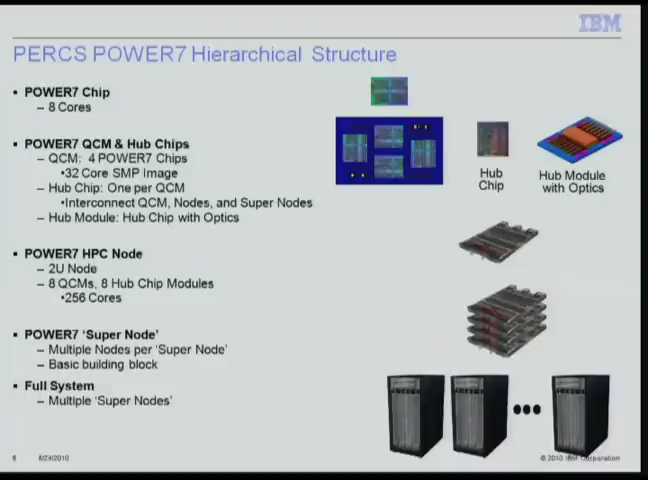 IBM
PERCS POWER7 Hierarchical Structure
▪ POWER7 Chip
– 8 Cores
▪ POWER7 QCM & Hub Chips
– QCM: 4 POWER7 Chips
•32 Core SMP Image
– Hub Chip: One per QCM
•Interconnect QCM, Nodes, and Super Nodes
– Hub Module: Hub Chip with Optics
Hub
Chip
Hub Module
with Optics
▪ POWER7 HPC Node
– 2U Node
– 8 QCMs, 8 Hub Chip Modules
•256 Cores
▪ POWER7 ‘Super Node’
– Multiple Nodes per ‘Super Node’
– Basic building block
▪ Full System
– Multiple ‘Super Nodes’
8/24/2010
© 2010 IBM Corporation